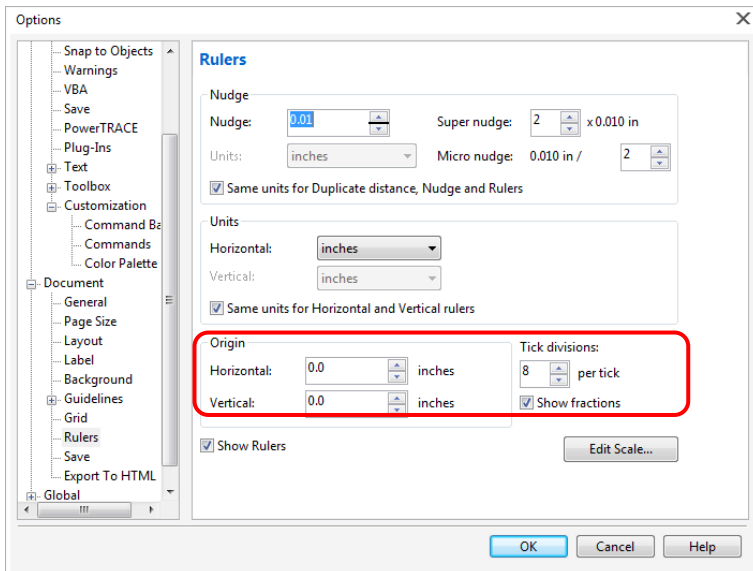 Options
Snap to Objects
Warnings
VBA
Save
PowerTRACE
Plug-Ins
Text
Toolbox
Customization
Command Ba
Commands
Color Palette
Document
General
Page Size
Layout
Label
Background
Guidelines
Grid
Rulers
Save
Export To HTML
Global
Rulers
Nudge
Nudge: 0.01 Super nudge: 2 x 0.010 in
Units: inches Micro nudge: 0.010 in / 2
Same units for Duplicate distance, Nudge and Rulers
Units
Horizontal: inches
Vertical: inches
Same units for Horizontal and Vertical rulers
Origin Tick divisions:
Horizontal: 0.0 inches 8 per tick
Vertical: 0.0 inches Show fractions
Show Rulers Edit Scale...
OK Cancel Help